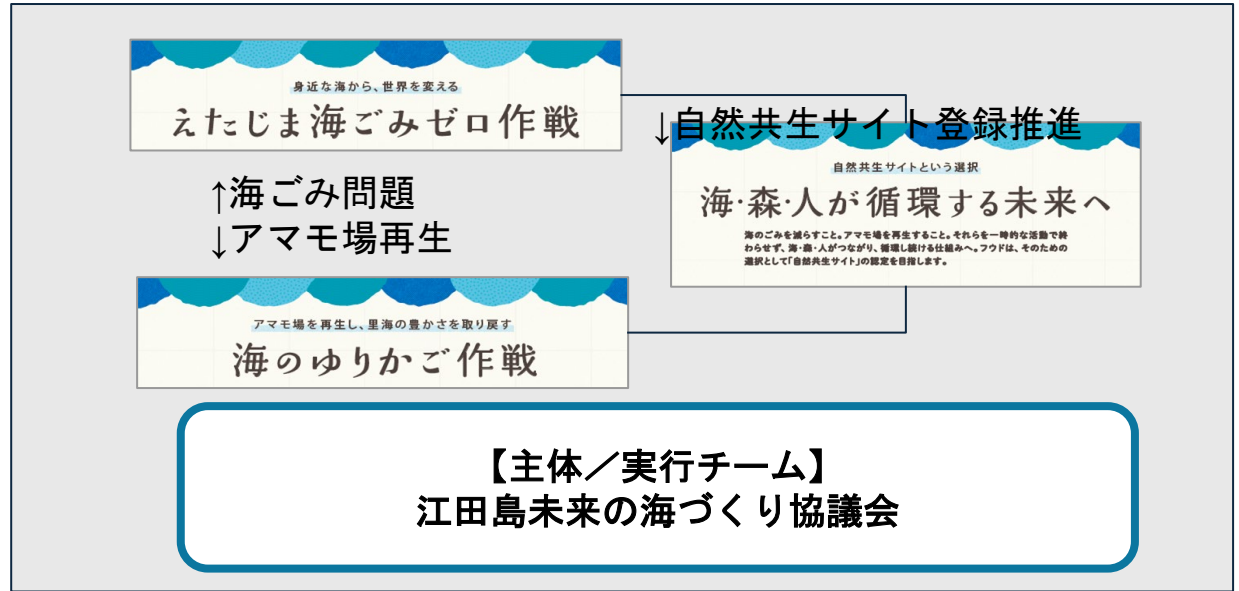 身近な海から、世界を変える
えたじま海ごみゼロ作戦
↓自然共生サイト登録推進
自然共生サイトという選択
海・森・人が循環する未来へ
海のごみを減らすこと。アマモ場を再生すること。それらを一時的な活動で終
わらせず、海・森・人がつながり、循環し続ける仕組みへ。フウドは、そのための
選択として「自然共生サイト」の認定を目指します。
↑海ごみ問題
↓アマモ場再生
アマモ場を再生し、里海の豊かさを取り戻す
海のゆりかご作戦
【主体／実行チーム】
江田島未来の海づくり協議会